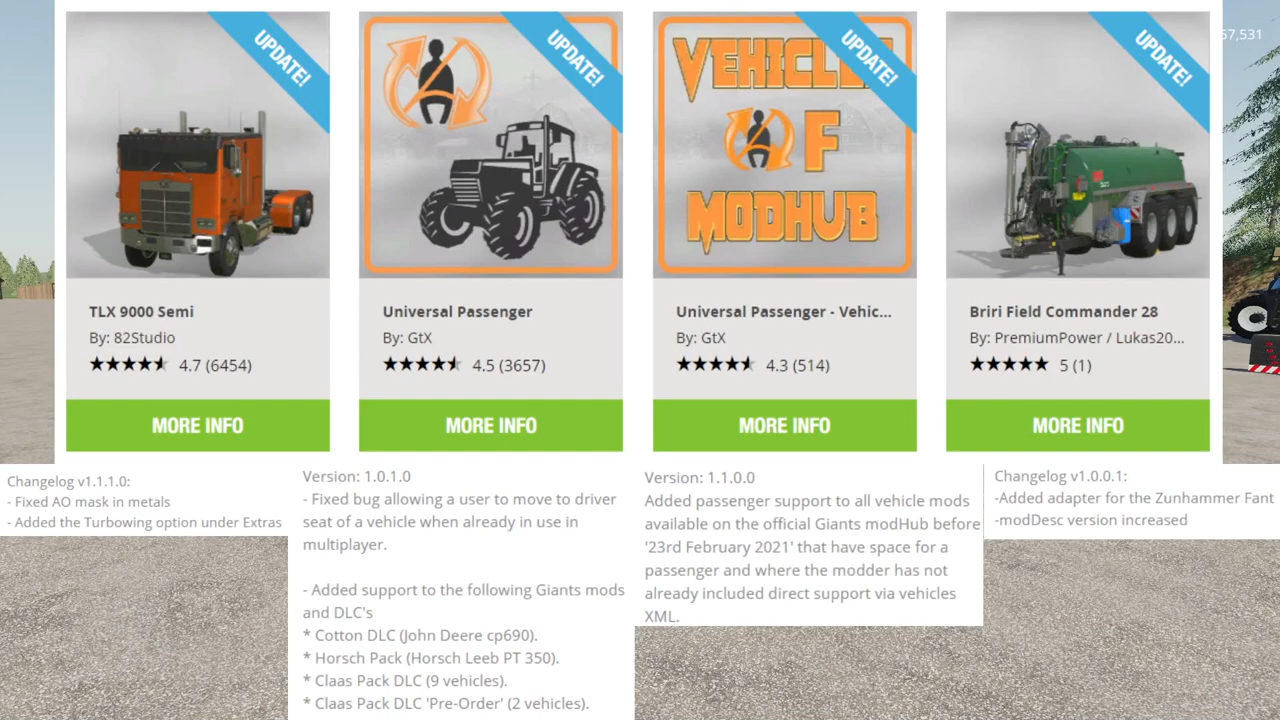 UPDATE!
TLX 9000 Semi
By: 82Studio
4.7 (6454)
MORE INFO
Changelog v1.1.1.0:
- Fixed AO mask in metals
- Added the Turbowing option under Extras
UPDATE!
Universal Passenger
By: GtX
4.5 (3657)
MORE INFO
Version: 1.0.1.0
- Fixed bug allowing a user to move to driver
seat of a vehicle when already in use in
multiplayer.
- Added support to the following Giants mods
and DLC's
* Cotton DLC (John Deere cp690).
* Horsch Pack (Horsch Leeb PT 350).
* Claas Pack DLC (9 vehicles).
* Claas Pack DLC 'Pre-Order' (2 vehicles).
UPDATE!
F
MODHUB
Universal Passenger - Vehic...
By: GtX
4.3 (514)
MORE INFO
Version: 1.1.0.0
Added passenger support to all vehicle mods
available on the official Giants modHub before
'23rd February 2021' that have space for a
passenger and where the modder has not
already included direct support via vehicles
XML.
UPDATE!
Briri Field Commander 28
By: PremiumPower / Lukas20...
5 (1)
MORE INFO
Changelog v1.0.0.1:
-Added adapter for the Zunhammer Fant
-modDesc version increased
57,531